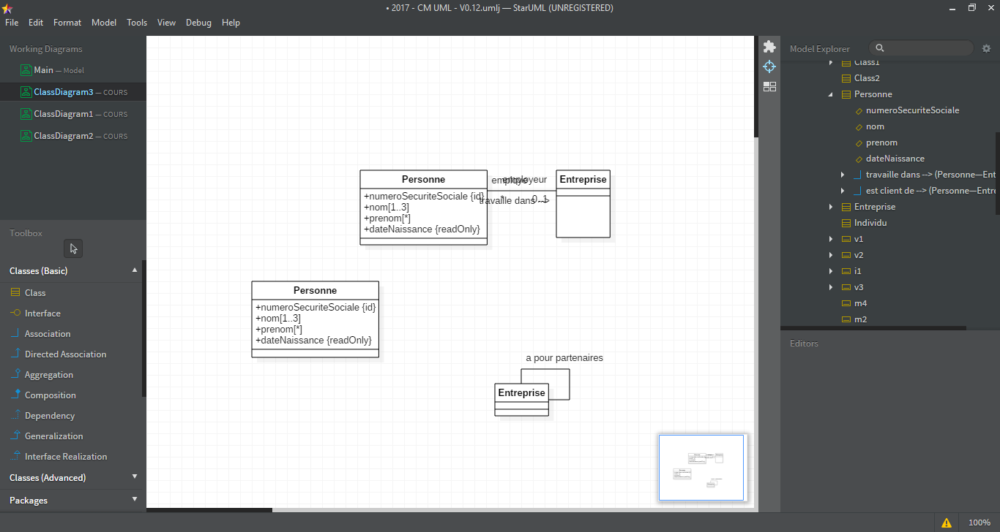 • 2017 - CM UML - V0.12.umlj — StarUML (UNREGISTERED)
File Edit Format Model Tools View Debug Help
Working Diagrams
Main — Model
ClassDiagram3 — COURS
ClassDiagram1 — COURS
ClassDiagram2 — COURS
Toolbox
Classes (Basic)
Class
Interface
Association
Directed Association
Aggregation
Composition
Dependency
Generalization
Interface Realization
Classes (Advanced)
Packages
Personne
+numeroSecuriteSociale {id}
+nom[1..3]
+prenom[*]
+dateNaissance {readOnly}
employé
employeur
travaille dans -->
*
0..1
Entreprise
Personne
+numeroSecuriteSociale {id}
+nom[1..3]
+prenom[*]
+dateNaissance {readOnly}
a pour partenaires
Entreprise
Model Explorer
Class1
Class2
Personne
numeroSecuriteSociale
nom
prenom
dateNaissance
travaille dans --> (Personne—Ent
est client de --> (Personne—Entre
Entreprise
Individu
v1
v2
i1
v3
m4
m2
Editors
100%